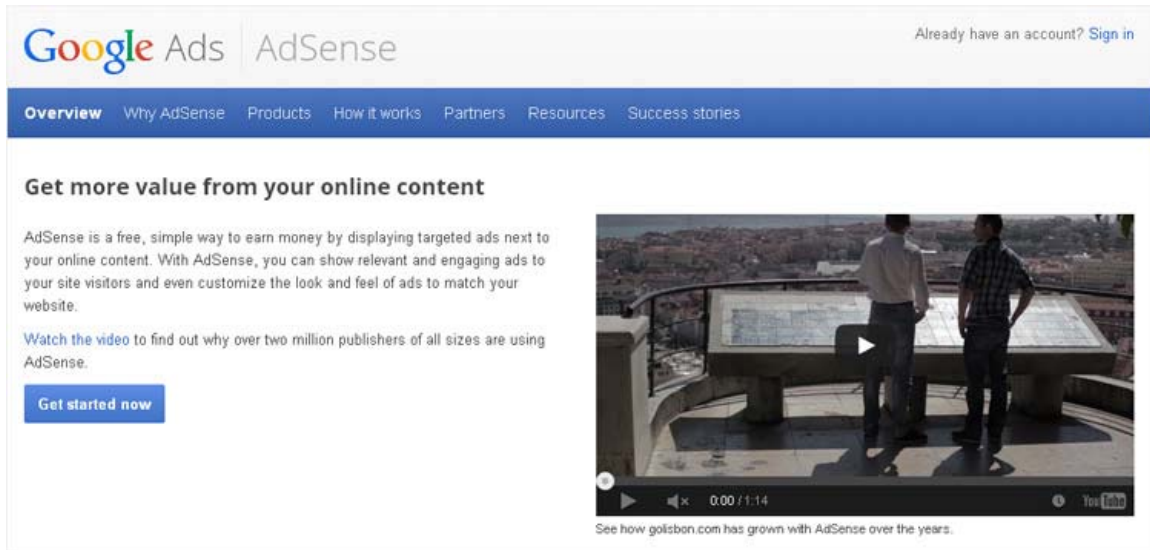 Google Ads AdSense
Already have an account? Sign in
Overview Why AdSense Products How it works Partners Resources Success stories
Get more value from your online content
AdSense is a free, simple way to earn money by displaying targeted ads next to
your online content. With AdSense, you can show relevant and engaging ads to
your site visitors and even customize the look and feel of ads to match your
website.
Watch the video to find out why over two million publishers of all sizes are using
AdSense.
Get started now
0:00 / 1:14
YouTube
See how golisbon.com has grown with AdSense over the years.